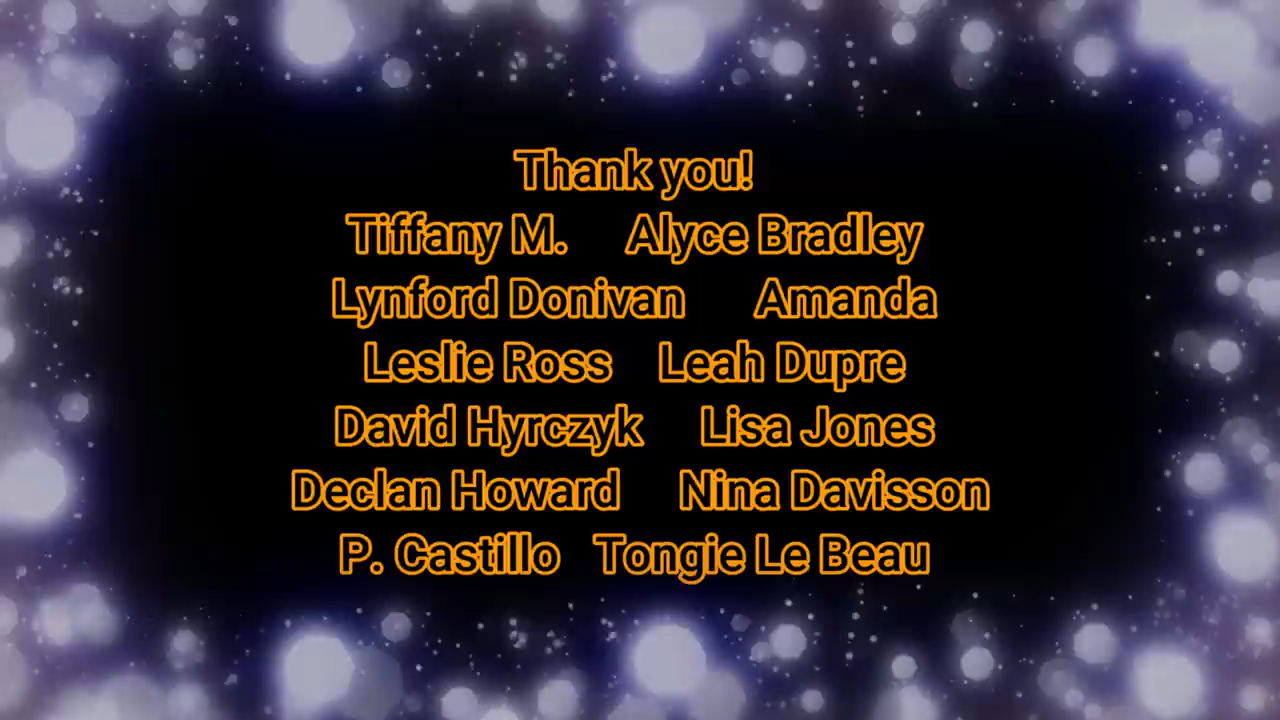 Thank you!
Tiffany M. Alyce Bradley
Lynford Donivan Amanda
Leslie Ross Leah Dupre
David Hyrczyk Lisa Jones
Declan Howard Nina Davisson
P. Castillo Tongie Le Beau